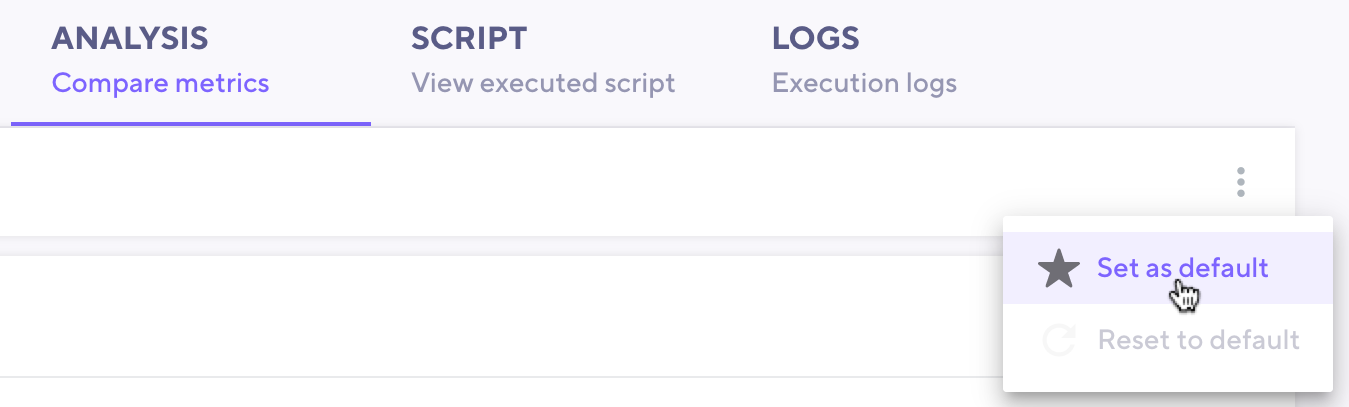 ANALYSIS
Compare metrics
SCRIPT
View executed script
LOGS
Execution logs
Set as default
Reset to default